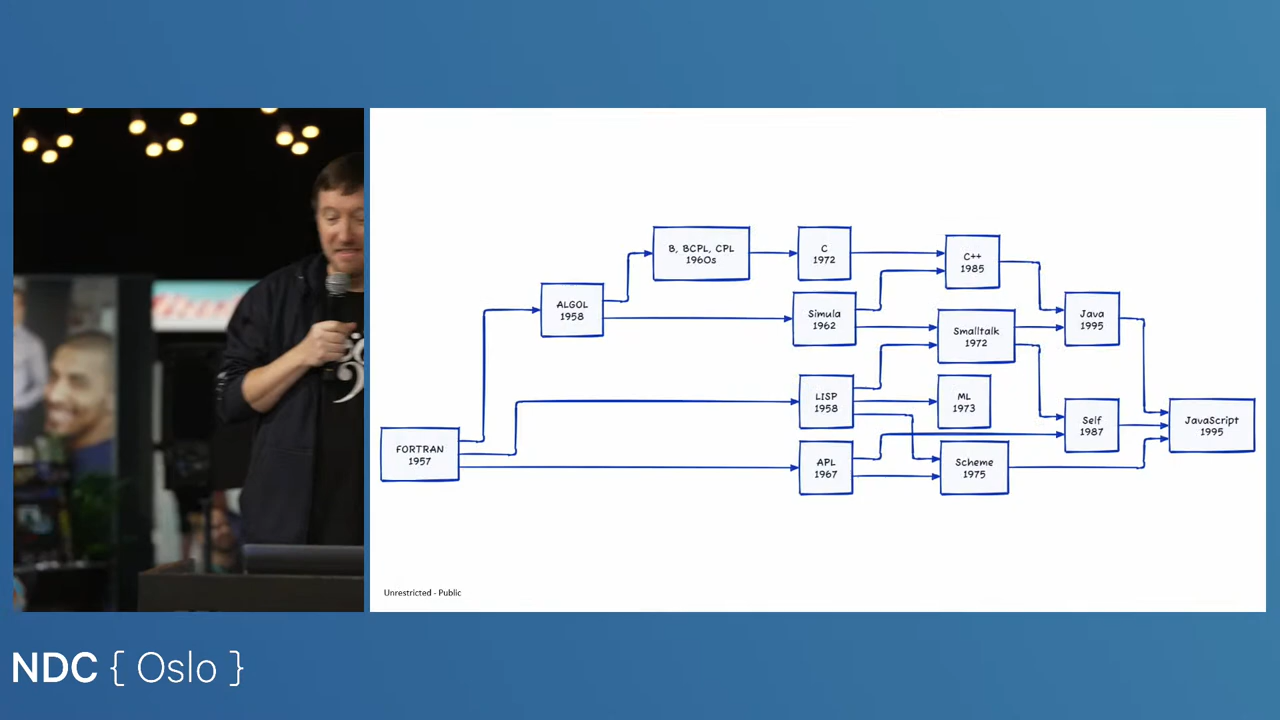 FORTRAN
1957
ALGOL
1958
B, BCPL, CPL
1960s
C
1972
Simula
1962
LISP
1958
APL
1967
C++
1985
Smalltalk
1972
ML
1973
Scheme
1975
Java
1995
Self
1987
JavaScript
1995
Unrestricted - Public
NDC { Oslo }